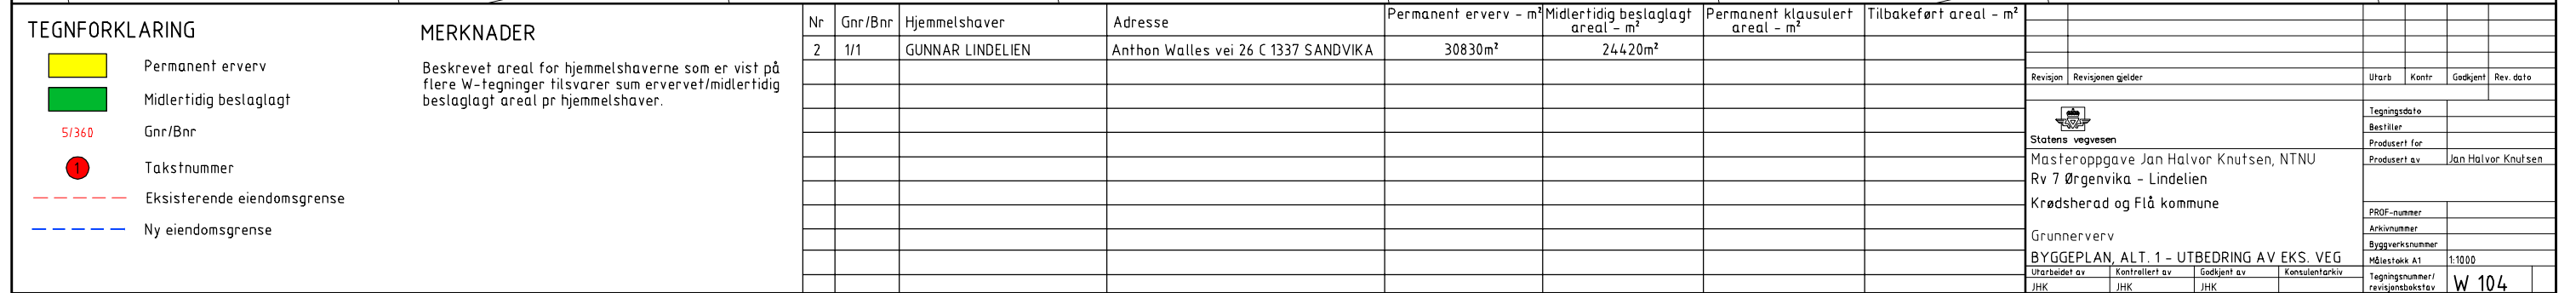 TEGNFORKLARING
Permanent erverv
Midlertidig beslaglagt
5/360 Gnr/Bnr
1 Takstnummer
Eksisterende eiendomsgrense
Ny eiendomsgrense
MERKNADER
Beskrevet areal for hjemmelshaverne som er vist på
flere W-tegninger tilsvarer sum ervervet/midlertidig
beslaglagt areal pr hjemmelshaver.
Nr Gnr/Bnr Hjemmelshaver Adresse Permanent erverv - m² Midlertidig beslaglagt areal - m² Permanent klausulert areal - m² Tilbakeført areal - m²
2 1/1 GUNNAR LINDELIEN Anthon Walles vei 26 C 1337 SANDVIKA 30830m² 24420m²
Revisjon Revisjonen gjelder Utarb Kontr Godkjent Rev. dato
Statens vegvesen
Masteroppgave Jan Halvor Knutsen, NTNU
Rv 7 Ørgenvika - Lindelien
Krødsherad og Flå kommune
Grunnerverv
BYGGEPLAN, ALT. 1 - UTBEDRING AV EKS. VEG
Utarbeidet av Kontrollert av Godkjent av Konsulentarkiv
JHK JHK JHK
Tegningsdato
Bestiller
Produsert for
Produsert av Jan Halvor Knutsen
PROF-nummer
Arkivnummer
Byggverksnummer
Målestokk A1 1:1000
Tegningsnummer/
revisjonsbokstav W 104